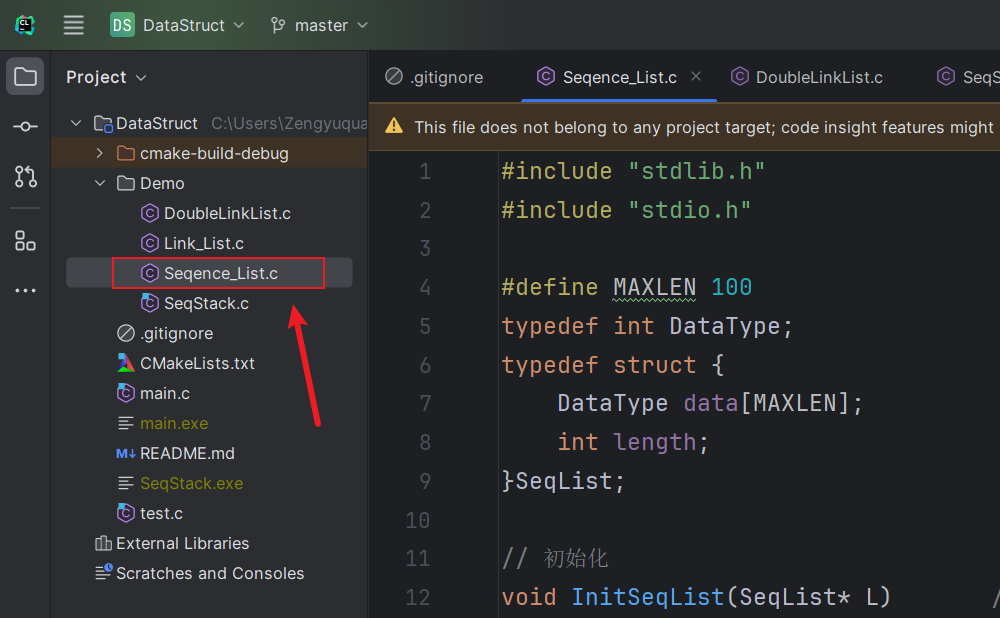 DS DataStruct master
Project
.gitignore Seqence_List.c DoubleLinkList.c SeqS
This file does not belong to any project target; code insight features might
DataStruct C:\Users\Zengyuqua
cmake-build-debug
Demo
DoubleLinkList.c
Link_List.c
Seqence_List.c
SeqStack.c
.gitignore
CMakeLists.txt
main.c
main.exe
README.md
SeqStack.exe
test.c
External Libraries
Scratches and Consoles
1 #include "stdlib.h"
2 #include "stdio.h"
3
4 #define MAXLEN 100
5 typedef int DataType;
6 typedef struct {
7 DataType data[MAXLEN];
8 int length;
9 }SeqList;
10
11 // 初始化
12 void InitSeqList(SeqList* L) /